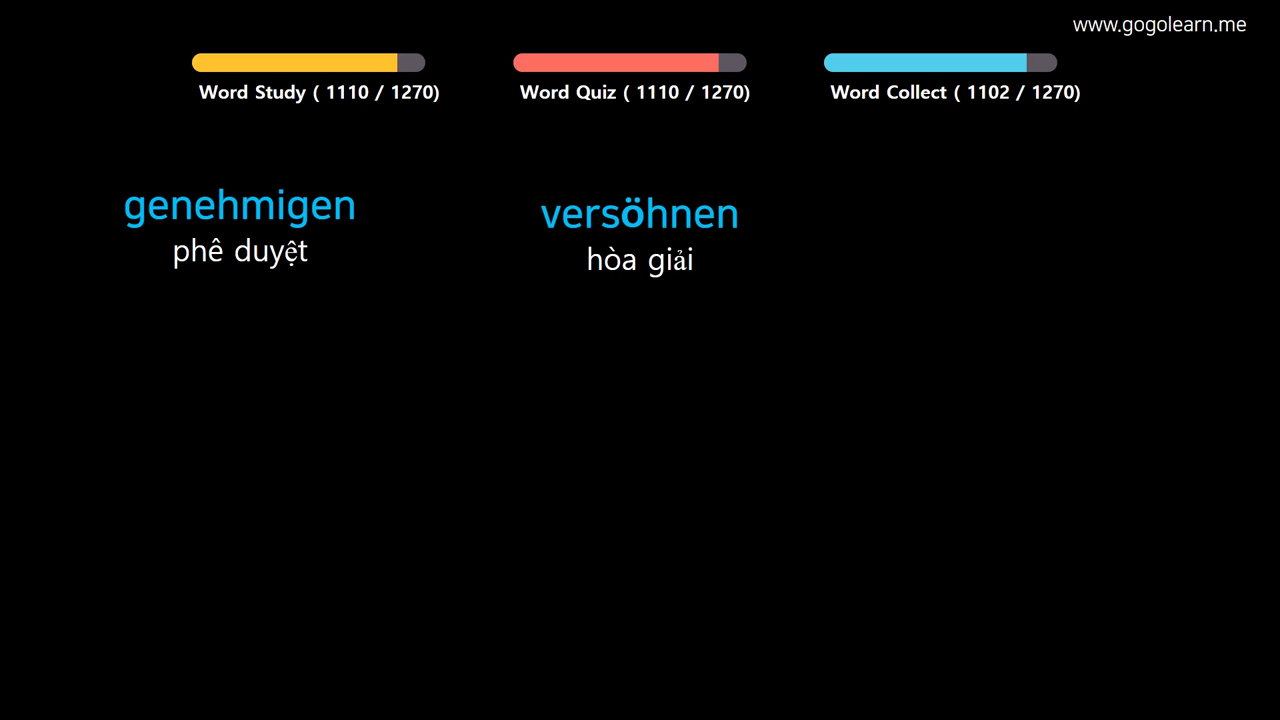 www.gogolearn.me
Word Study ( 1110 / 1270)
Word Quiz ( 1110 / 1270)
Word Collect ( 1102 / 1270)
genehmigen
phê duyệt
versöhnen
hòa giải